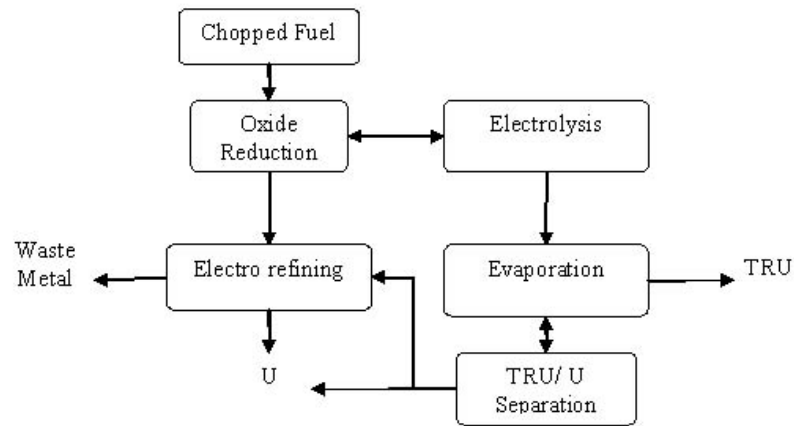 Chopped Fuel
Oxide
Reduction
Electrolysis
Waste
Metal
Electro refining
Evaporation
TRU
U
TRU/ U
Separation